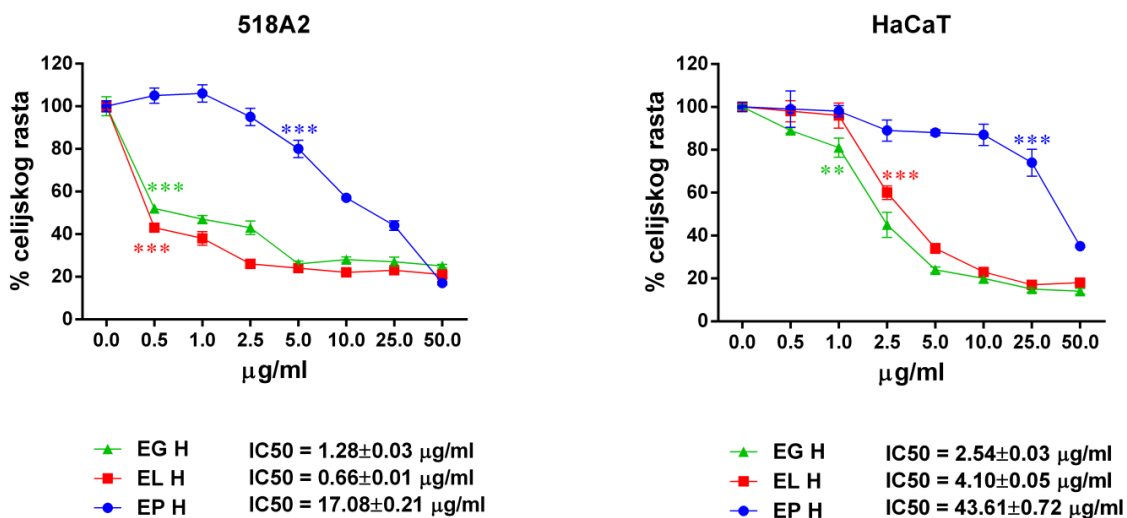 518A2
% celijskog rasta
120
100
80
60
40
20
0
***
***
***
0.0 0.5 1.0 2.5 5.0 10.0 25.0 50.0
μg/ml
EG H IC50 = 1.28±0.03 μg/ml
EL H IC50 = 0.66±0.01 μg/ml
EP H IC50 = 17.08±0.21 μg/ml
HaCaT
% celijskog rasta
120
100
80
60
40
20
0
**
***
***
0.0 0.5 1.0 2.5 5.0 10.0 25.0 50.0
μg/ml
EG H IC50 = 2.54±0.03 μg/ml
EL H IC50 = 4.10±0.05 μg/ml
EP H IC50 = 43.61±0.72 μg/ml